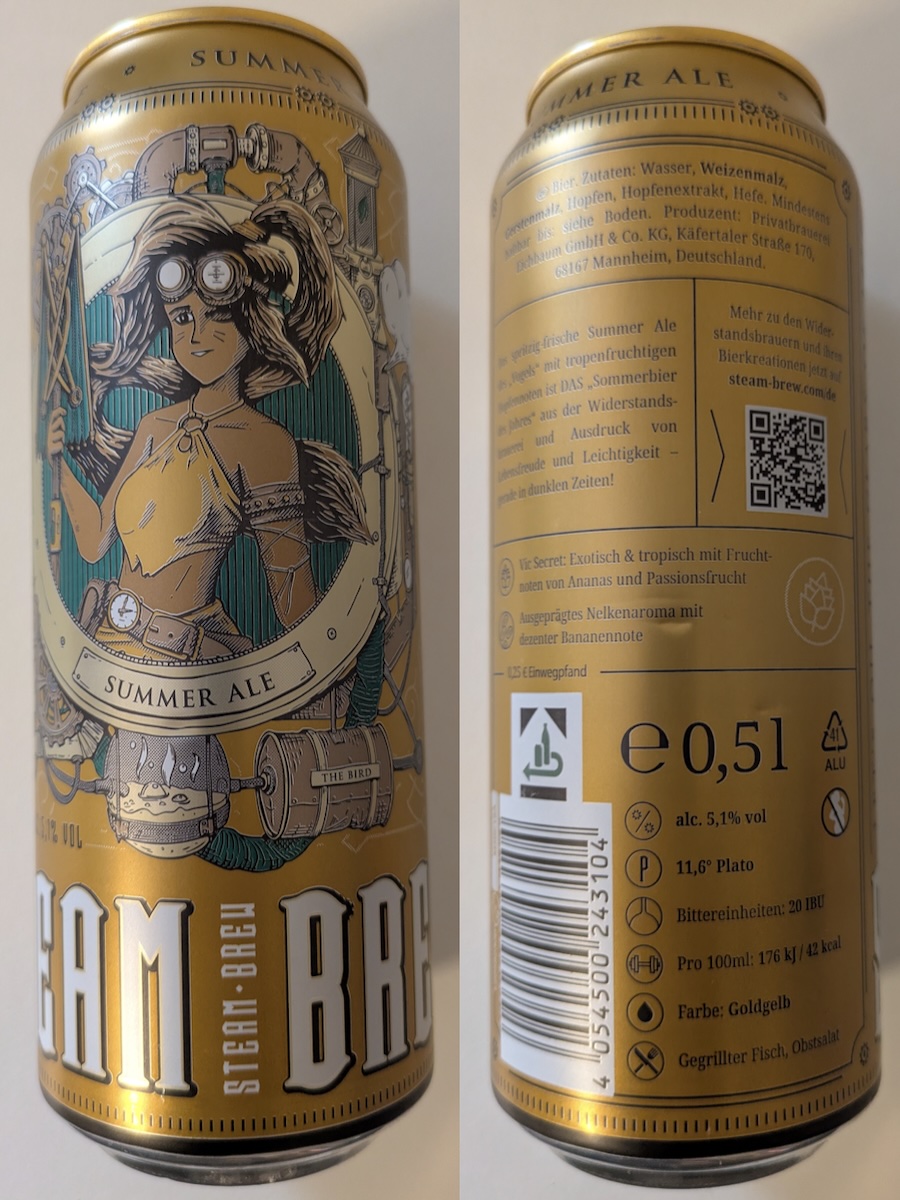 SUMMER
SUMMER ALE
THE BIRD
5,1% VOL
EAM
STEAM·BREW
BRE
MMER ALE
Bier. Zutaten: Wasser, Weizenmalz,
Gerstenmalz, Hopfen, Hopfenextrakt, Hefe. Mindestens
haltbar bis: siehe Boden. Produzent: Privatbrauerei
Eichbaum GmbH & Co. KG, Käfertaler Straße 170,
68167 Mannheim, Deutschland.
spritzig-frische Summer Ale
des „Vogels“ mit tropenfruchtigen
Hopfennoten ist DAS „Sommerbier
des Jahres“ aus der Widerstands-
brauerei und Ausdruck von
Lebensfreude und Leichtigkeit –
gerade in dunklen Zeiten!
Mehr zu den Wider-
standsbrauern und ihren
Bierkreationen jetzt auf
steam-brew.com/de
Vic Secret: Exotisch & tropisch mit Frucht-
noten von Ananas und Passionsfrucht
Ausgeprägtes Nelkenaroma mit
dezenter Bananennote
0,25 € Einwegpfand
℮ 0,5l
41
ALU
alc. 5,1% vol
P
11,6° Plato
Bittereinheiten: 20 IBU
Pro 100ml: 176 kJ / 42 kcal
Farbe: Goldgelb
Gegrillter Fisch, Obstsalat
4 054500 243104